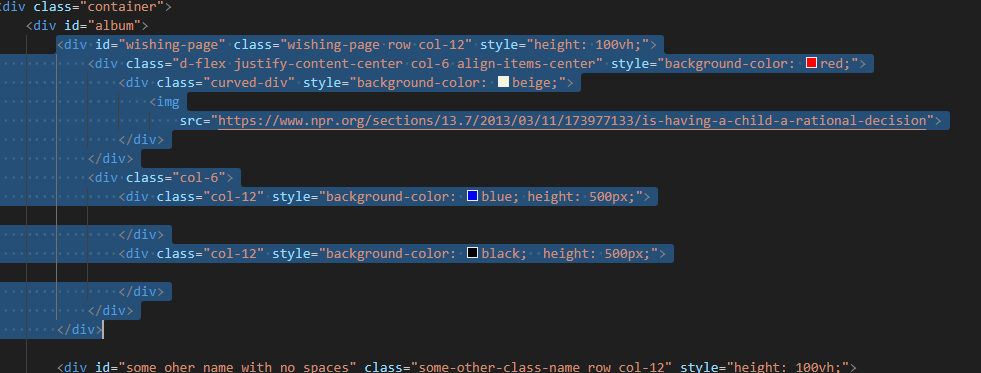 div class="container">
<div id="album">
<div id="wishing-page" class="wishing-page row col-12" style="height: 100vh;">
<div class="d-flex justify-content-center col-6 align-items-center" style="background-color: red;">
<div class="curved-div" style="background-color: beige;">
<img
src="https://www.npr.org/sections/13.7/2013/03/11/173977133/is-having-a-child-a-rational-decision">
</div>
</div>
<div class="col-6">
<div class="col-12" style="background-color: blue; height: 500px;">
</div>
<div class="col-12" style="background-color: black;  height: 500px;">
</div>
</div>
</div>
<div id="some oher name with no spaces" class="some-other-class-name row col-12" style="height: 100vh;">